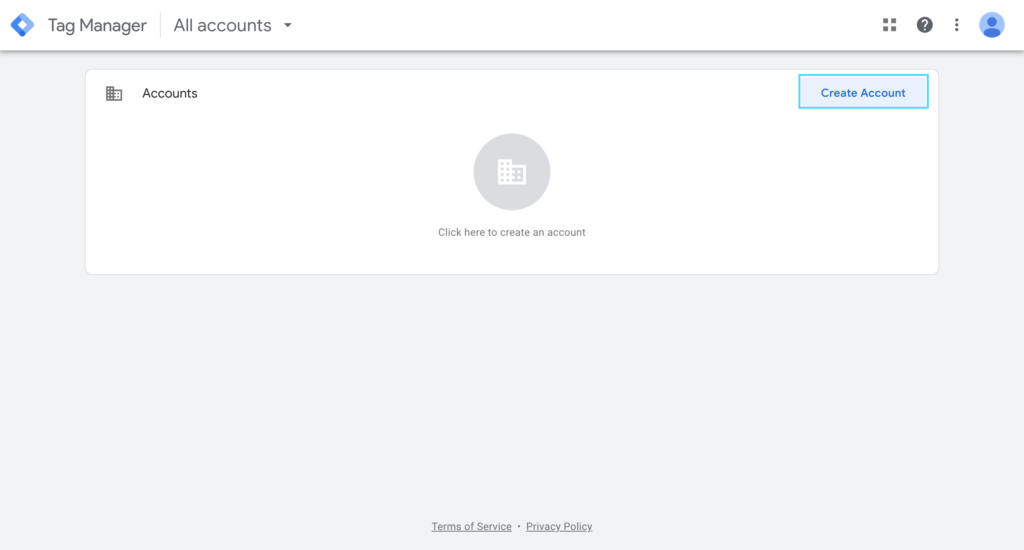 Tag Manager
All accounts
Accounts
Create Account
Click here to create an account
Terms of Service • Privacy Policy